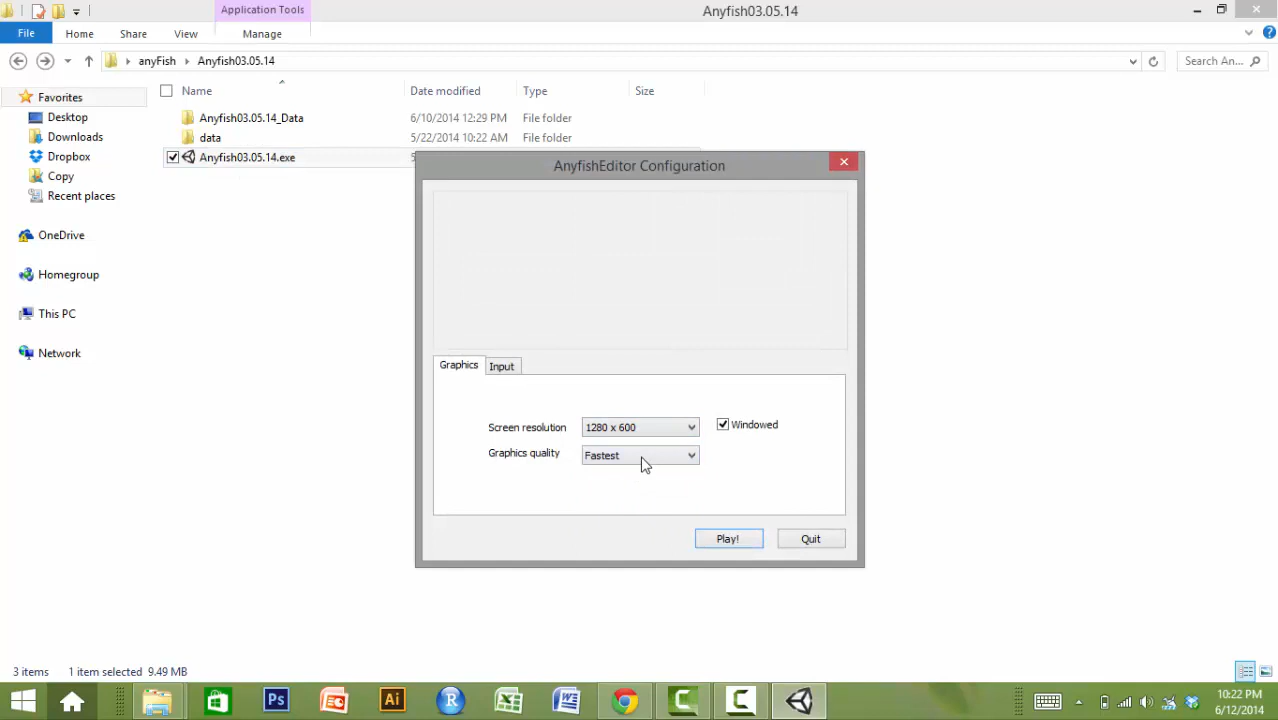 Application Tools
Anyfish03.05.14
File
Home
Share
View
Manage
anyFish
Anyfish03.05.14
Search An...
Name
Date modified
Type
Size
Favorites
Desktop
Downloads
Dropbox
Copy
Recent places
OneDrive
Homegroup
This PC
Network
Anyfish03.05.14_Data
6/10/2014 12:29 PM
File folder
data
5/22/2014 10:22 AM
File folder
Anyfish03.05.14.exe
AnyfishEditor Configuration
Graphics
Input
Screen resolution
1280 x 600
Windowed
Graphics quality
Fastest
Play!
Quit
3 items
1 item selected
9.49 MB
Ps
Ai
R
10:22 PM
6/12/2014